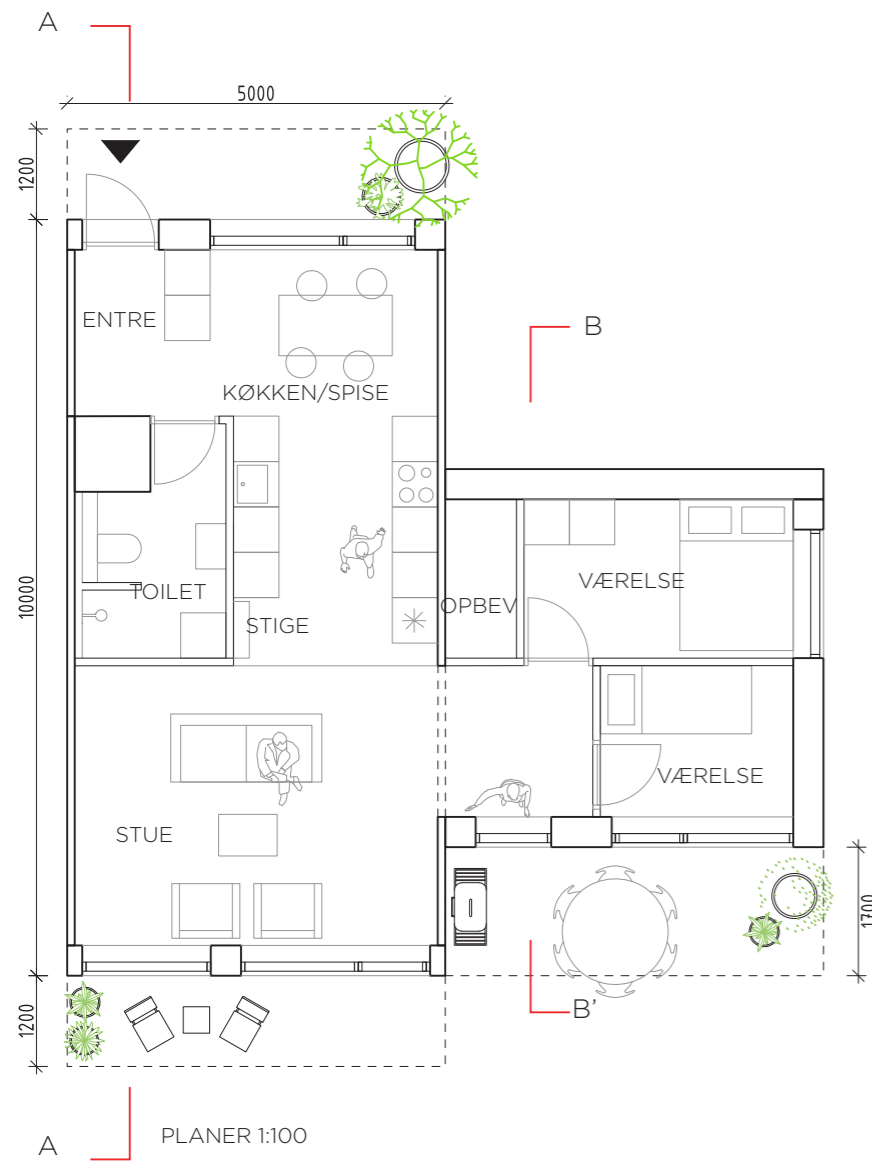 A
5000
1200
ENTRE
B
KØKKEN/SPISE
10000
VÆRELSE
TOILET
OPBEV
STIGE
VÆRELSE
STUE
1700
1200
B'
PLANER 1:100
A